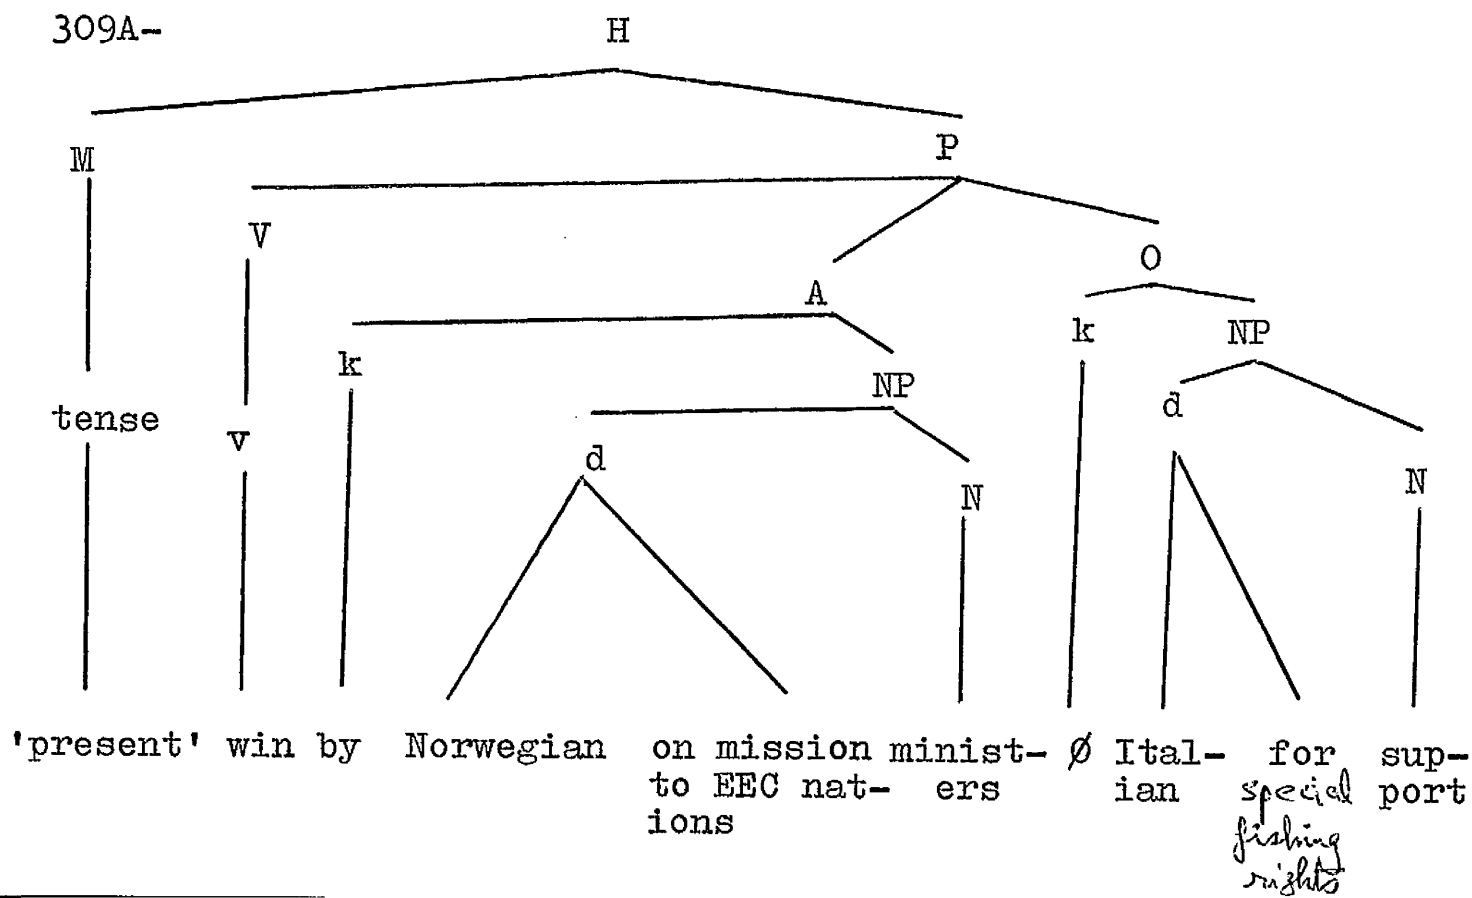 309A- H
M P
V O
A
k k NP
NP
tense d
v d
N N
'present' win by Norwegian on mission minist- Ø Ital- for sup-
to EEC nat- ers ian special port
ions fishing
rights